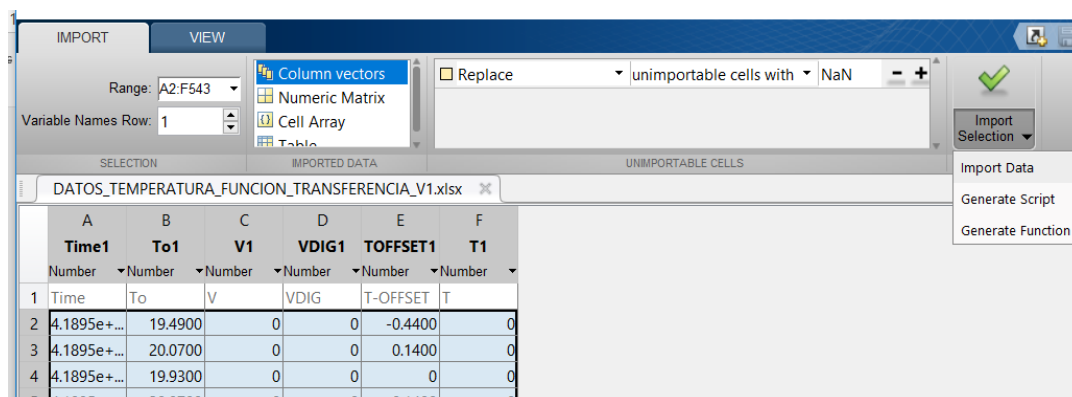 1
IMPORT VIEW
Range: A2:F543
Variable Names Row: 1
SELECTION
Column vectors
Numeric Matrix
Cell Array
Table
IMPORTED DATA
Replace unimportable cells with NaN
UNIMPORTABLE CELLS
Import
Selection
Import Data
Generate Script
Generate Function
DATOS_TEMPERATURA_FUNCION_TRANSFERENCIA_V1.xlsx
A B C D E F
Time1 To1 V1 VDIG1 TOFFSET1 T1
Number Number Number Number Number Number
1 Time To V VDIG T-OFFSET T
2 4.1895e+... 19.4900 0 0 -0.4400 0
3 4.1895e+... 20.0700 0 0 0.1400 0
4 4.1895e+... 19.9300 0 0 0 0